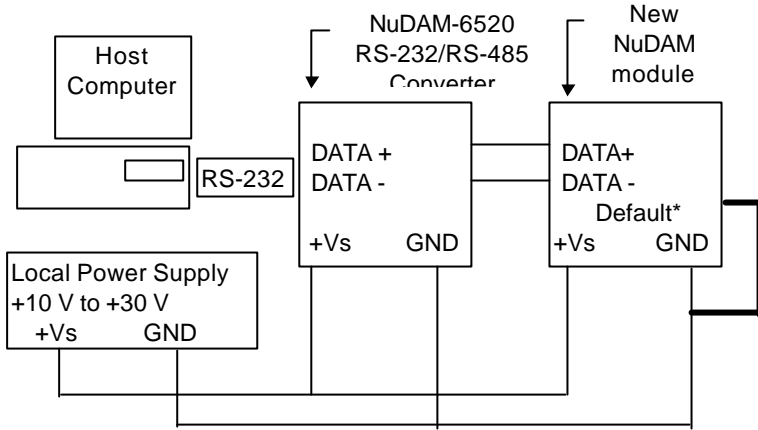 Host
Computer
NuDAM-6520
RS-232/RS-485
Converter
New
NuDAM
module
RS-232
DATA +
DATA -
+Vs GND
DATA+
DATA -
Default*
+Vs GND
Local Power Supply
+10 V to +30 V
+Vs GND